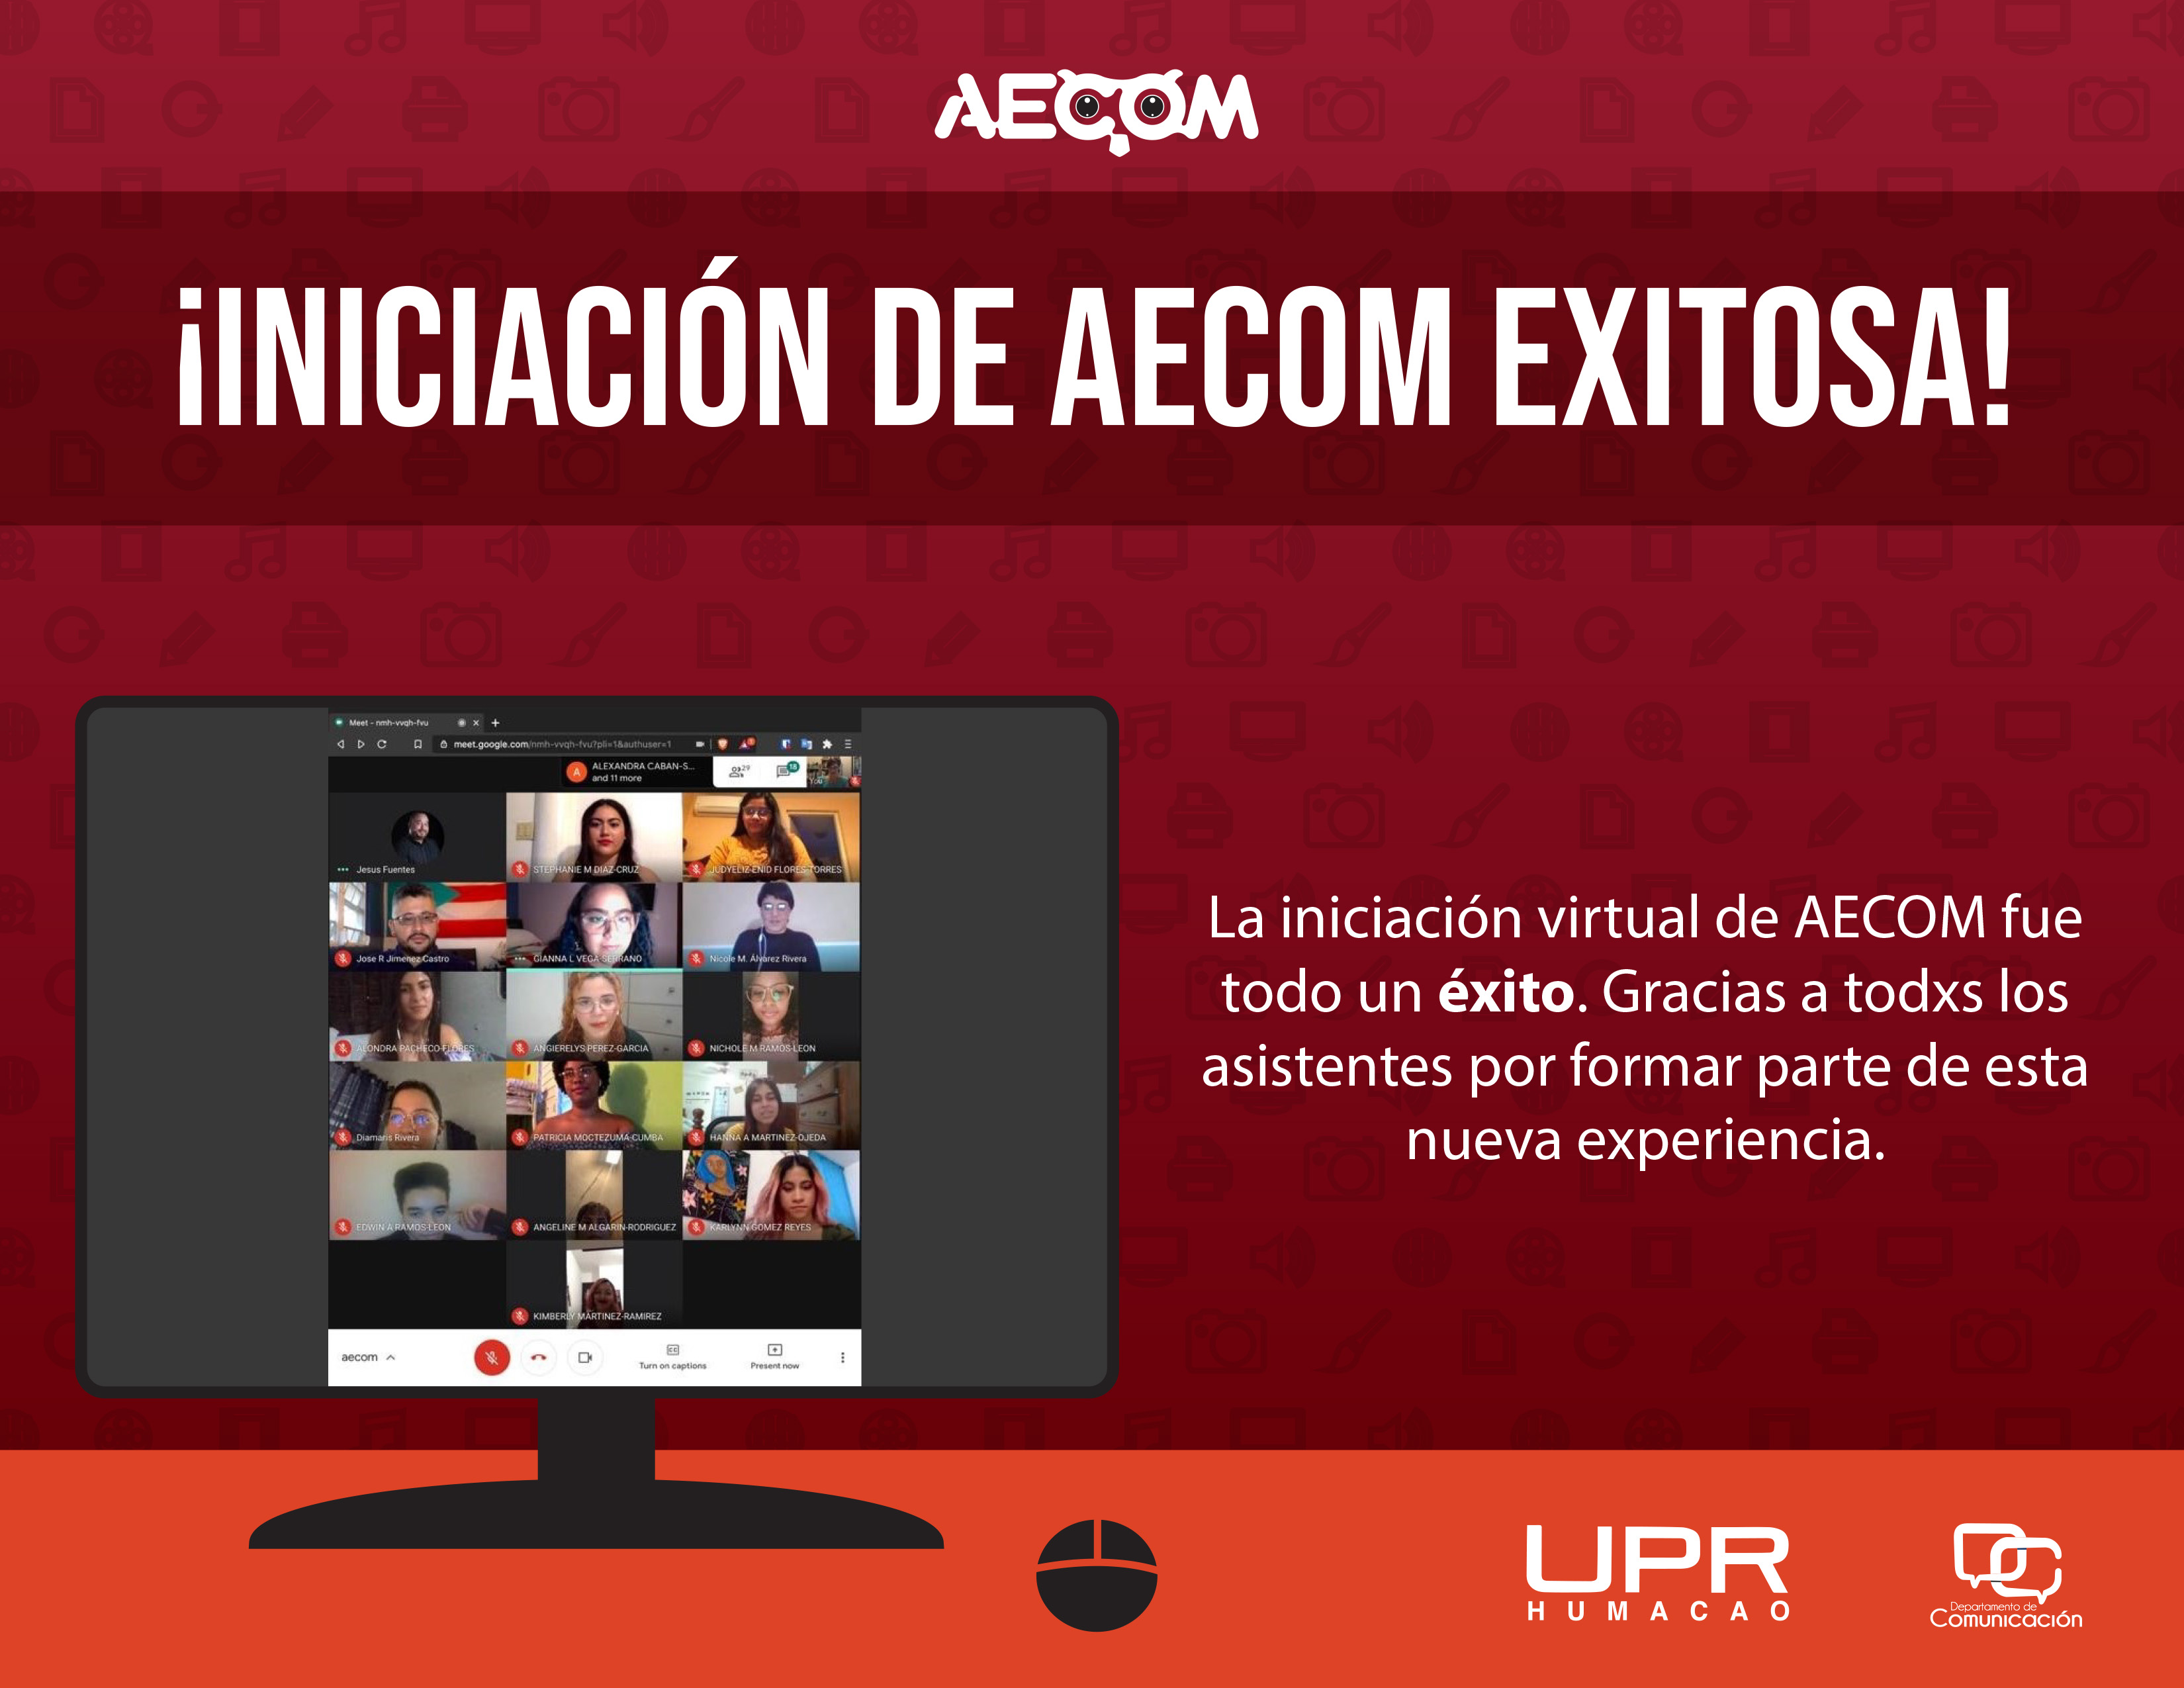 AECOM
¡INICIACIÓN DE AECOM EXITOSA!
Meet - nmh-vvqh-fvu
meet.google.com/nmh-vvqh-fvu?pli=1&authuser=1
ALEXANDRA CABAN-S...
and 11 more
A
29
18
You
Jesus Fuentes
STEPHANIE M DIAZ-CRUZ
JUDYELIZ-ENID FLORES-TORRES
Jose R Jimenez Castro
GIANNA L VEGA-SERRANO
Nicole M. Álvarez Rivera
ALONDRA PACHECO-FLORES
ANGIERELYS PEREZ-GARCIA
NICHOLE M RAMOS-LEON
Diamaris Rivera
PATRICIA MOCTEZUMA-CUMBA
HANNA A MARTINEZ-OJEDA
EDWIN A RAMOS-LEON
ANGELINE M ALGARIN-RODRIGUEZ
KARLYNN GOMEZ REYES
KIMBERLY MARTINEZ-RAMIREZ
aecom
CC
Turn on captions
Present now
La iniciación virtual de AECOM fue
todo un éxito. Gracias a todxs los
asistentes por formar parte de esta
nueva experiencia.
UPR
HUMACAO
DC
Departamento de
Comunicación